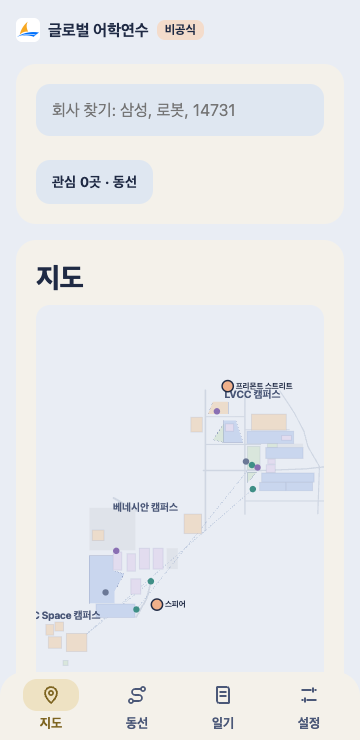 글로벌 어학연수 비공식
회사 찾기: 삼성, 로봇, 14731
관심 0곳 · 동선
지도
프리몬트 스트리트
LVCC 캠퍼스
베네시안 캠퍼스
스피어
C Space 캠퍼스
지도 동선 일기 설정